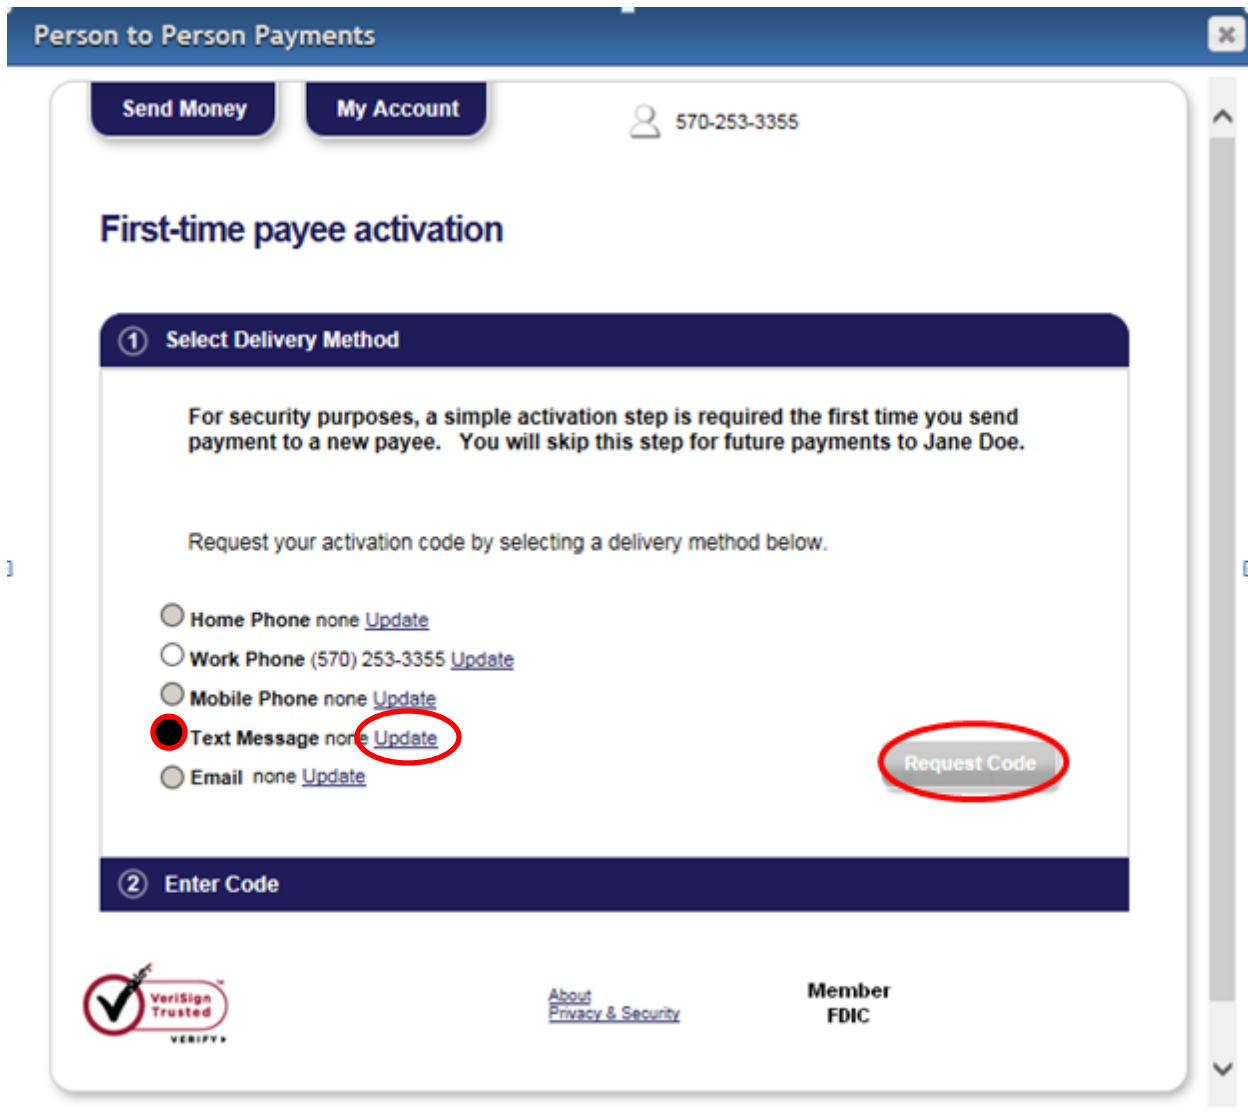 Person to Person Payments
Send Money
My Account
570-253-3355
First-time payee activation
1 Select Delivery Method
For security purposes, a simple activation step is required the first time you send
payment to a new payee. You will skip this step for future payments to Jane Doe.
Request your activation code by selecting a delivery method below.
Home Phone none Update
Work Phone (570) 253-3355 Update
Mobile Phone none Update
Text Message none Update
Request Code
Email none Update
2 Enter Code
VeriSign
Trusted
VERIFY
About
Privacy & Security
Member
FDIC